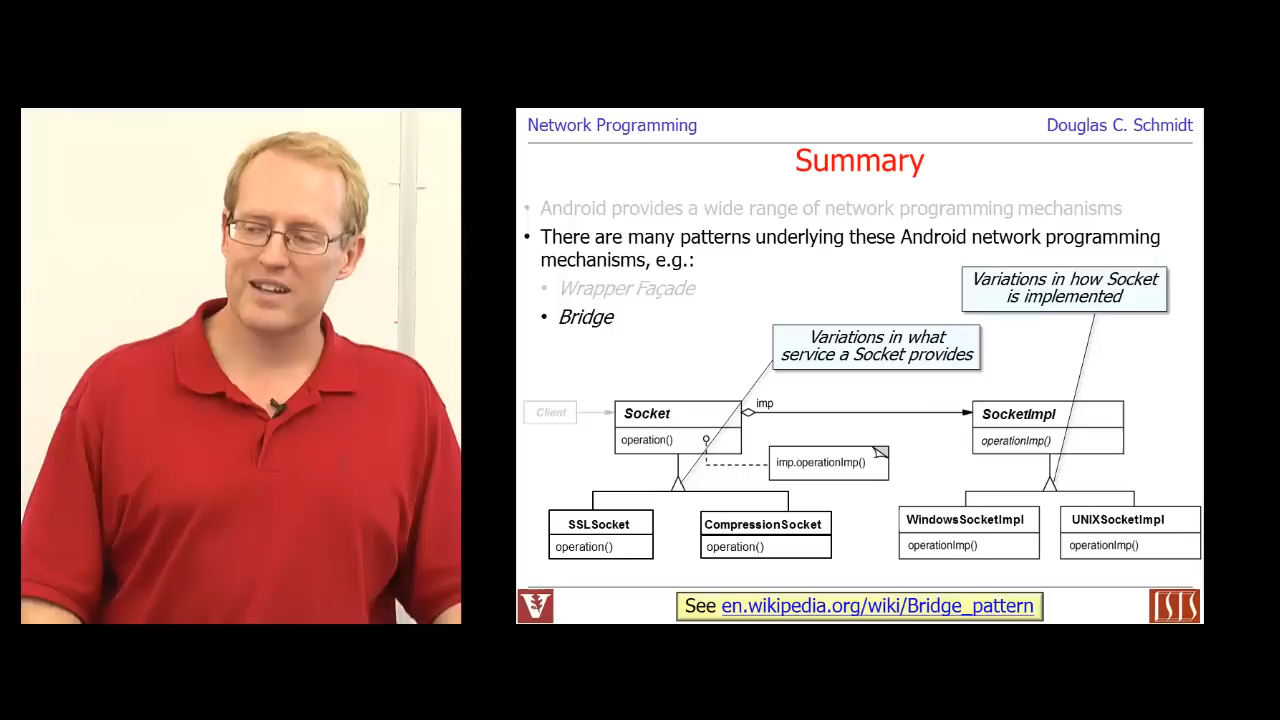 Network Programming
Douglas C. Schmidt
Summary
• Android provides a wide range of network programming mechanisms
• There are many patterns underlying these Android network programming
mechanisms, e.g.:
• Wrapper Façade
• Bridge
Variations in how Socket
is implemented
Variations in what
service a Socket provides
Client
Socket
operation()
imp
SocketImpl
operationImp()
imp.operationImp()
SSLSocket
operation()
CompressionSocket
operation()
WindowsSocketImpl
operationImp()
UNIXSocketImpl
operationImp()
See en.wikipedia.org/wiki/Bridge_pattern
V
ISIS